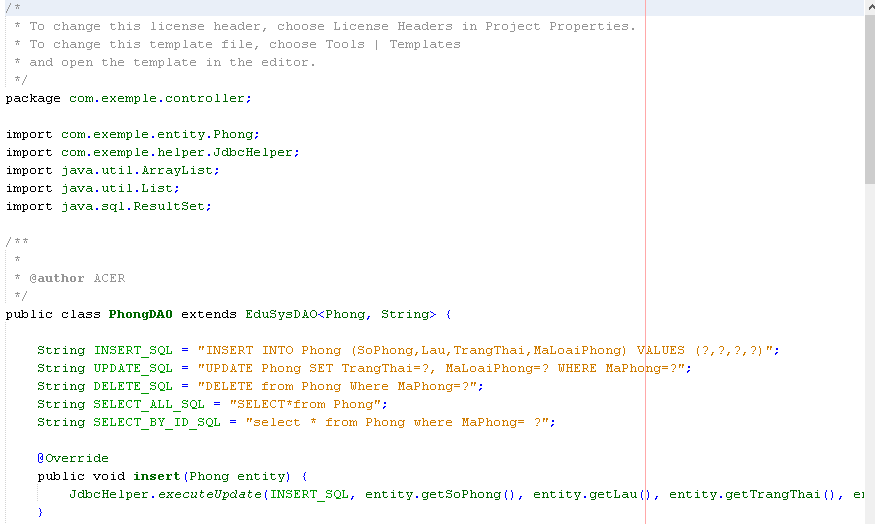 /*
 * To change this license header, choose License Headers in Project Properties.
 * To change this template file, choose Tools | Templates
 * and open the template in the editor.
 */
package com.exemple.controller;

import com.exemple.entity.Phong;
import com.exemple.helper.JdbcHelper;
import java.util.ArrayList;
import java.util.List;
import java.sql.ResultSet;

/**
 *
 * @author ACER
 */
public class PhongDAO extends EduSysDAO<Phong, String> {

    String INSERT_SQL = "INSERT INTO Phong (SoPhong,Lau,TrangThai,MaLoaiPhong) VALUES (?,?,?,?)";
    String UPDATE_SQL = "UPDATE Phong SET TrangThai=?, MaLoaiPhong=? WHERE MaPhong=?";
    String DELETE_SQL = "DELETE from Phong Where MaPhong=?";
    String SELECT_ALL_SQL = "SELECT*from Phong";
    String SELECT_BY_ID_SQL = "select * from Phong where MaPhong= ?";

    @Override
    public void insert(Phong entity) {
        JdbcHelper.executeUpdate(INSERT_SQL, entity.getSoPhong(), entity.getLau(), entity.getTrangThai(),
    }